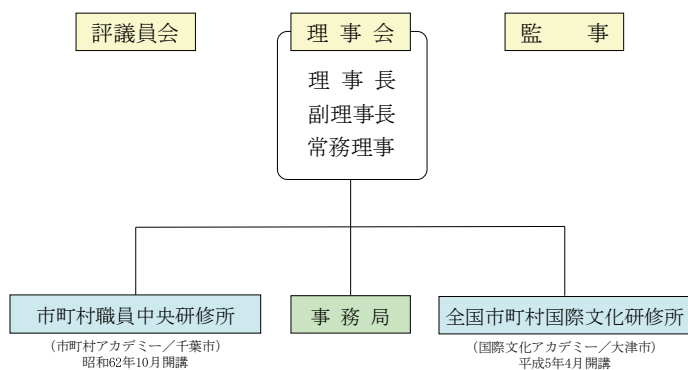 評議員会
理事会
監事
理事長
副理事長
常務理事
市町村職員中央研修所
(市町村アカデミー／千葉市)
昭和62年10月開講
事務局
全国市町村国際文化研修所
(国際文化アカデミー／大津市)
平成5年4月開講